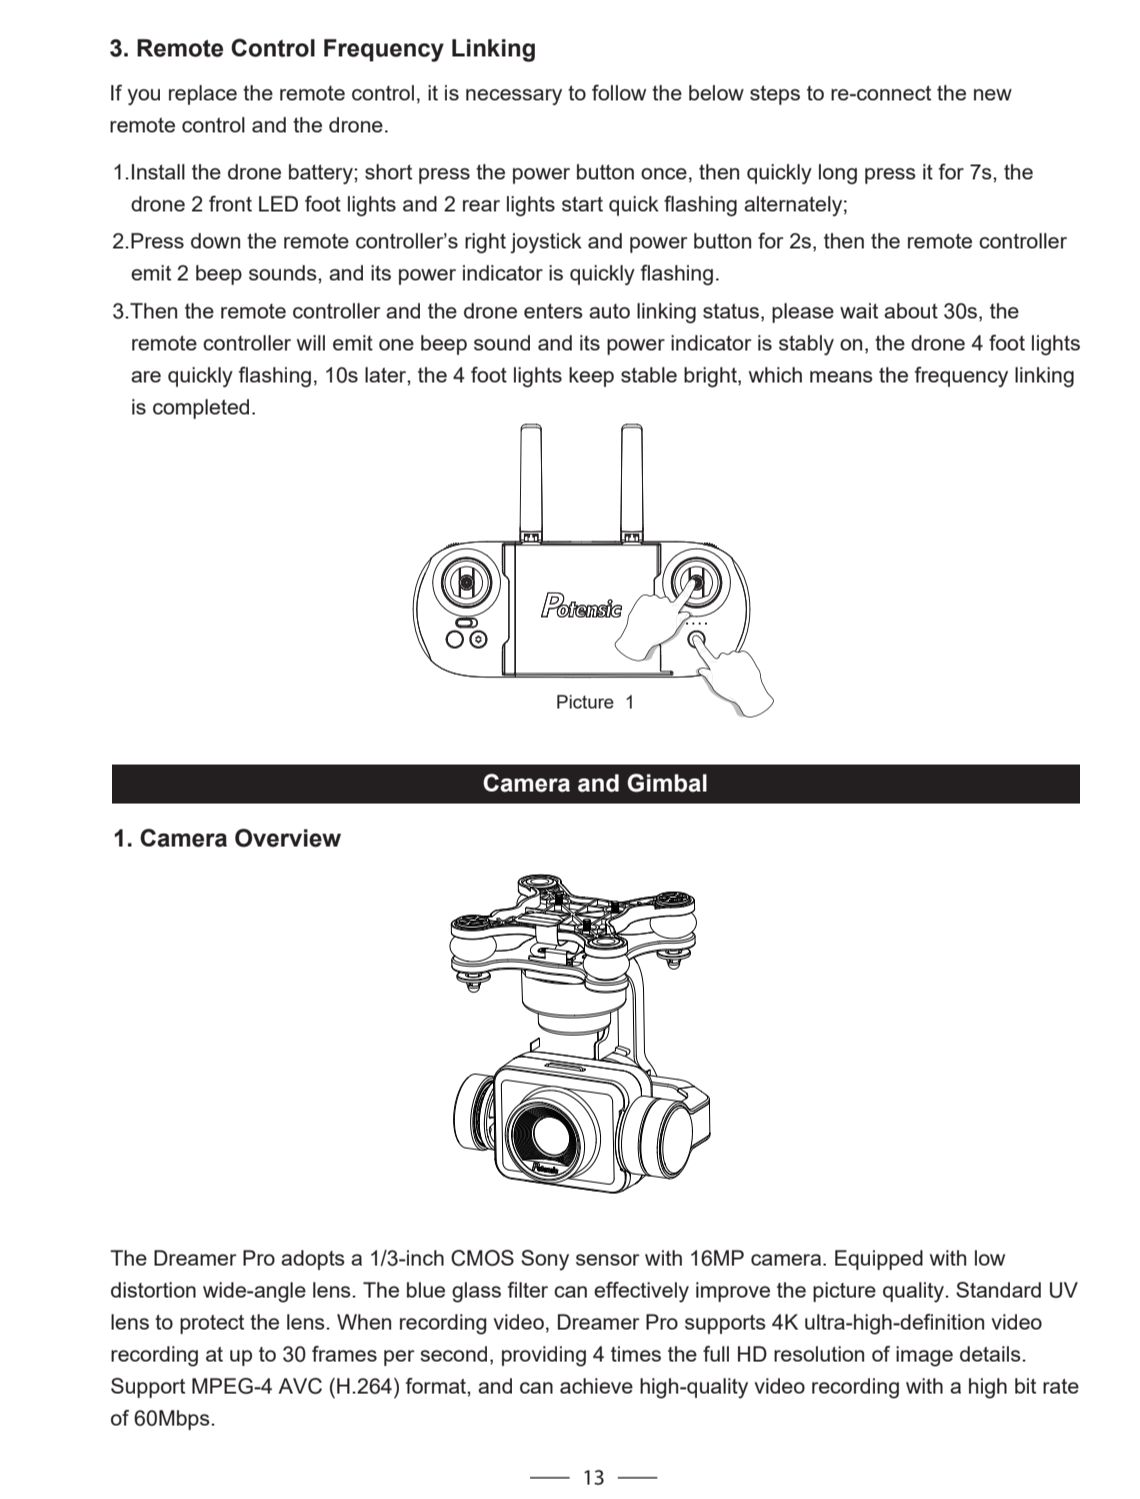 3. Remote Control Frequency Linking
If you replace the remote control, it is necessary to follow the below steps to re-connect the new
remote control and the drone.
1.Install the drone battery; short press the power button once, then quickly long press it for 7s, the
drone 2 front LED foot lights and 2 rear lights start quick flashing alternately;
2.Press down the remote controller’s right joystick and power button for 2s, then the remote controller
emit 2 beep sounds, and its power indicator is quickly flashing.
3.Then the remote controller and the drone enters auto linking status, please wait about 30s, the
remote controller will emit one beep sound and its power indicator is stably on, the drone 4 foot lights
are quickly flashing, 10s later, the 4 foot lights keep stable bright, which means the frequency linking
is completed.
Potensic
Picture 1
Camera and Gimbal
1. Camera Overview
Potensic
The Dreamer Pro adopts a 1/3-inch CMOS Sony sensor with 16MP camera. Equipped with low
distortion wide-angle lens. The blue glass filter can effectively improve the picture quality. Standard UV
lens to protect the lens. When recording video, Dreamer Pro supports 4K ultra-high-definition video
recording at up to 30 frames per second, providing 4 times the full HD resolution of image details.
Support MPEG-4 AVC (H.264) format, and can achieve high-quality video recording with a high bit rate
of 60Mbps.
13